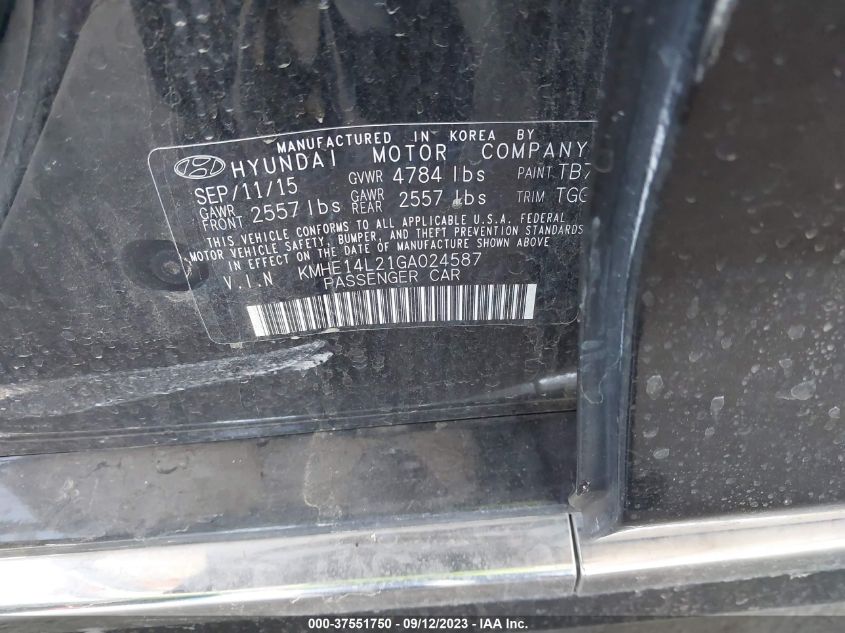 MANUFACTURED IN KOREA BY
HYUNDAI MOTOR COMPANY
SEP/11/15 GVWR 4784 lbs PAINT TB7
GAWR FRONT 2557 lbs GAWR REAR 2557 lbs TRIM TGC
THIS VEHICLE CONFORMS TO ALL APPLICABLE U.S.A. FEDERAL
MOTOR VEHICLE SAFETY, BUMPER, AND THEFT PREVENTION STANDARDS
IN EFFECT ON THE DATE OF MANUFACTURE SHOWN ABOVE.
V.I.N KMHE14L21GA024587
PASSENGER CAR
000-37551750 - 09/12/2023 - © IAA Inc.